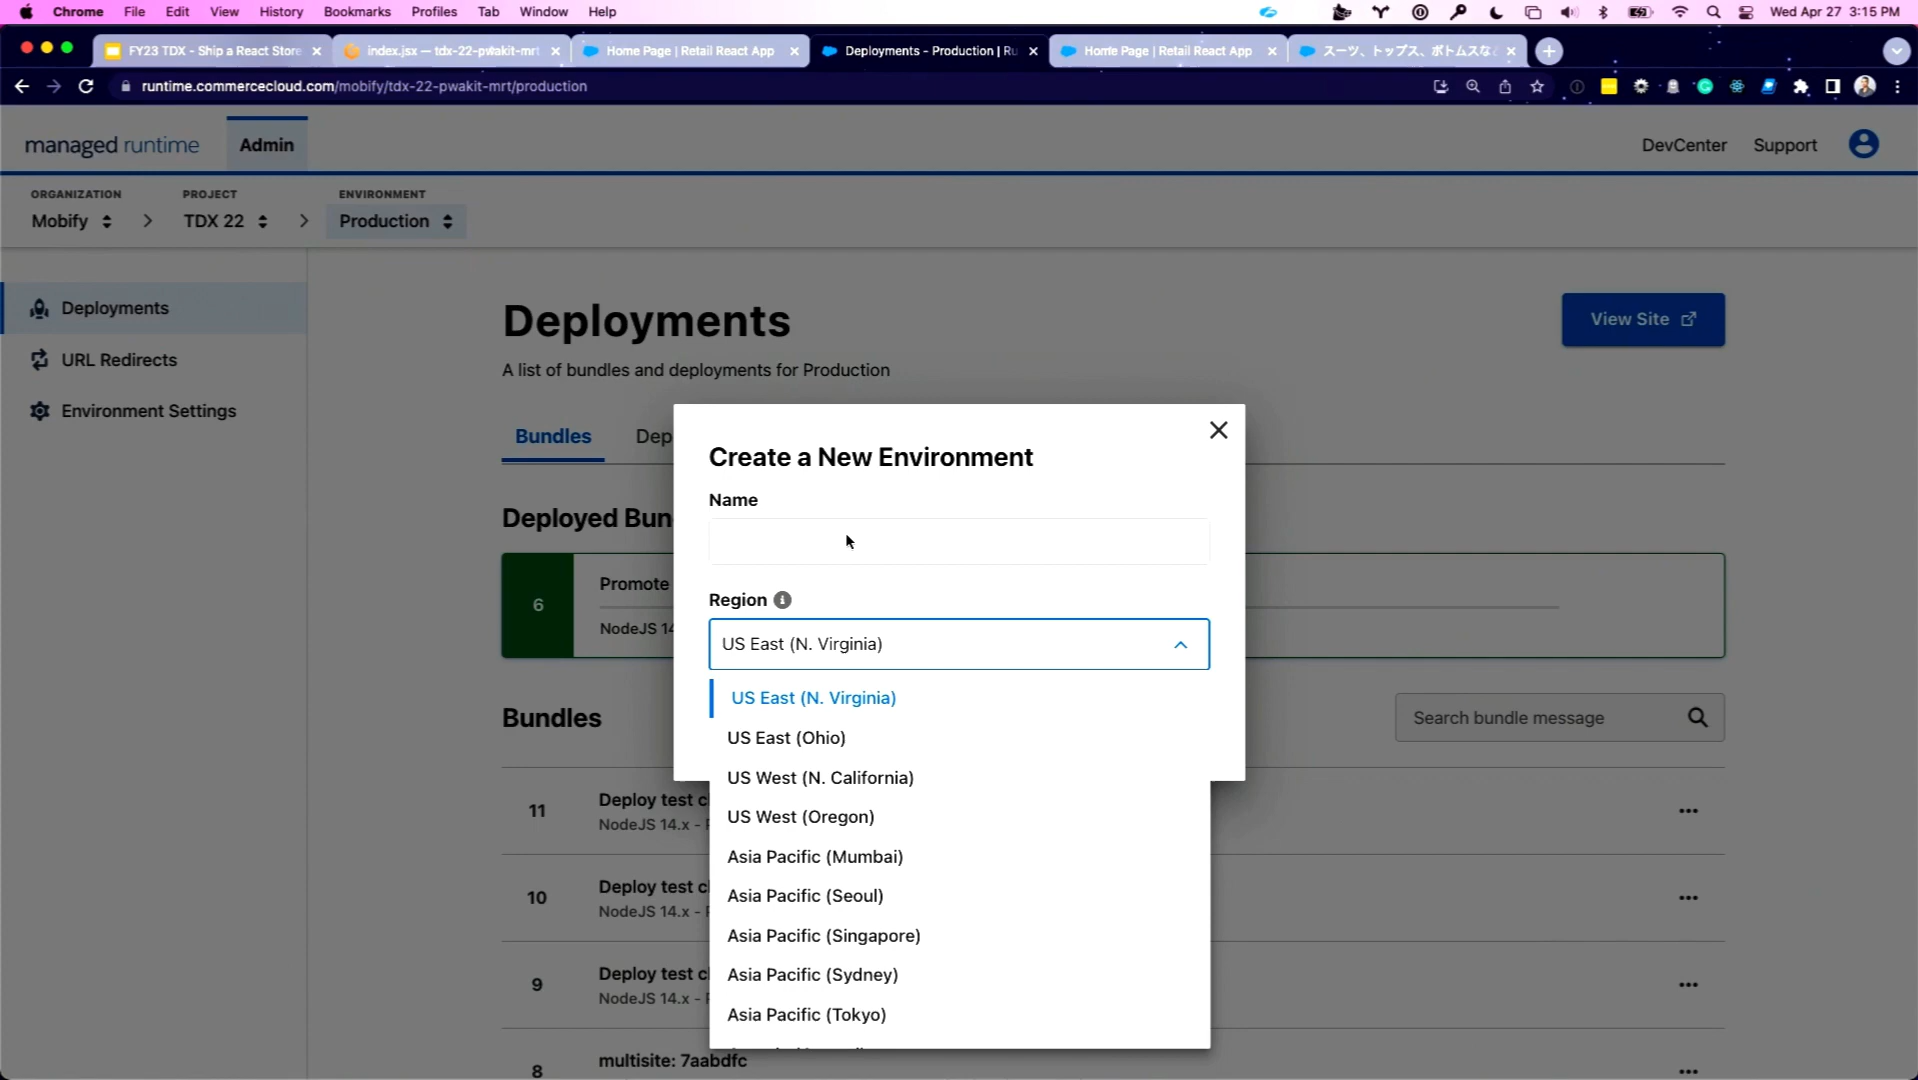 Chrome File Edit View History Bookmarks Profiles Tab Window Help Wed Apr 27 3:15 PM
FY23 TDX - Ship a React Store
index.jsx — tdx-22-pwakit-mrt
Home Page | Retail React App
Deployments - Production | Ru
Home Page | Retail React App
スーツ、トップス、ボトムスな
runtime.commercecloud.com/mobify/tdx-22-pwakit-mrt/production
managed runtime Admin DevCenter Support
ORGANIZATION PROJECT ENVIRONMENT
Mobify TDX 22 Production
Deployments
URL Redirects
Environment Settings
Deployments
View Site
A list of bundles and deployments for Production
Bundles Dep
Deployed Bun
6 Promote
NodeJS 14
Create a New Environment
Name
Region
US East (N. Virginia)
US East (N. Virginia)
US East (Ohio)
US West (N. California)
US West (Oregon)
Asia Pacific (Mumbai)
Asia Pacific (Seoul)
Asia Pacific (Singapore)
Asia Pacific (Sydney)
Asia Pacific (Tokyo)
Bundles
Search bundle message
11 Deploy test c
NodeJS 14.x -
10 Deploy test c
NodeJS 14.x -
9 Deploy test c
NodeJS 14.x -
8 multisite: 7aabdfc